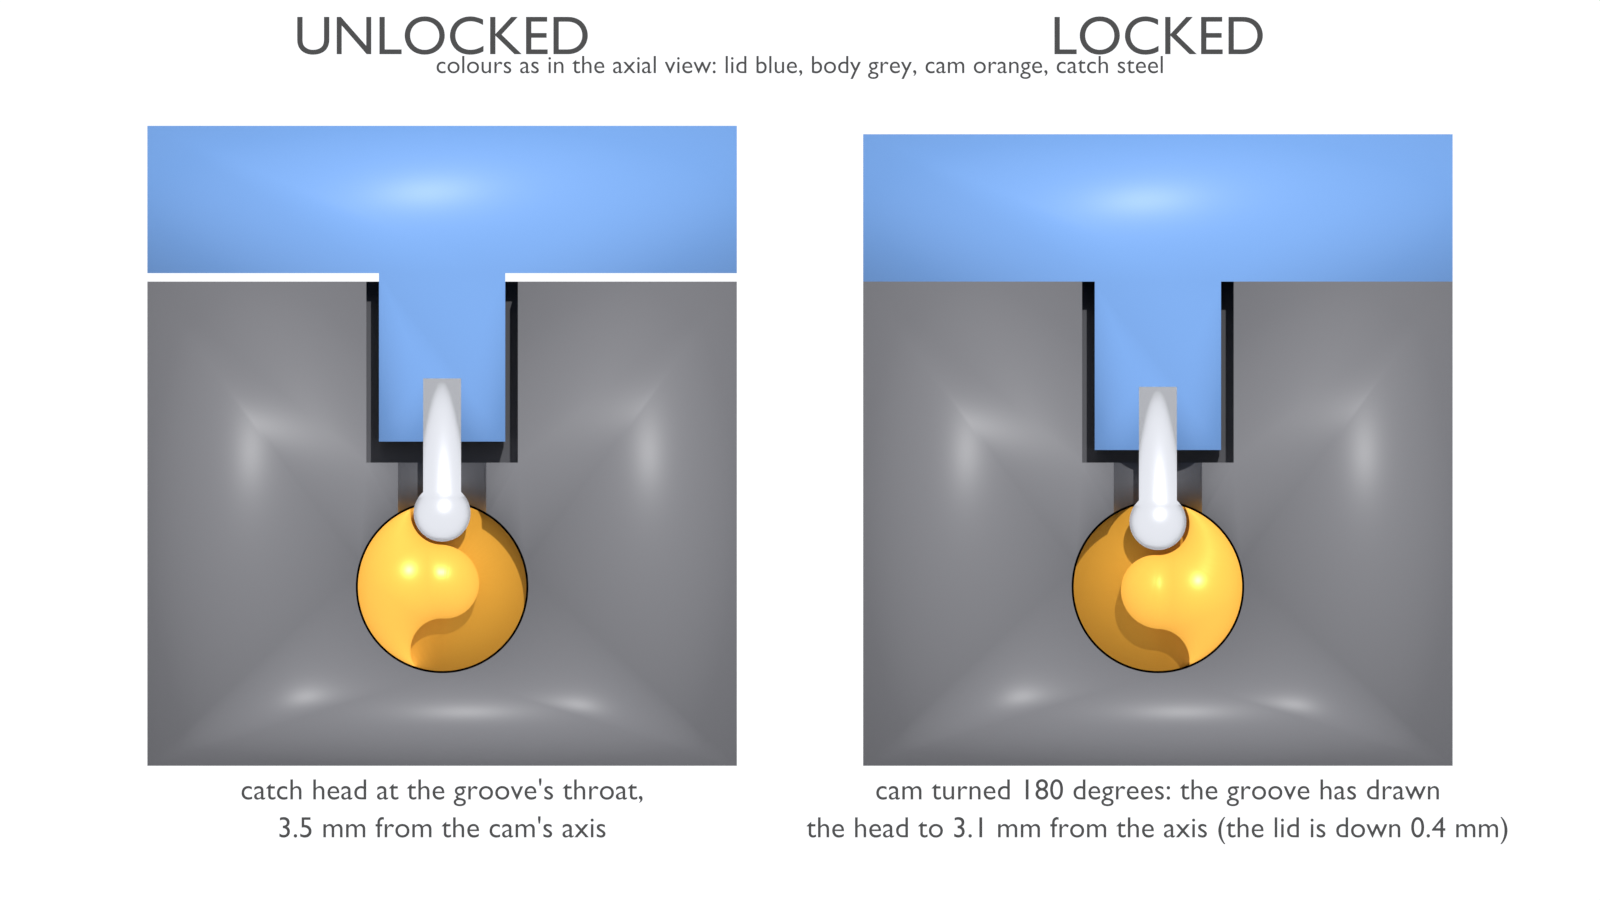 UNLOCKED
LOCKED
colours as in the axial view: lid blue, body grey, cam orange, catch steel
catch head at the groove's throat,
3.5 mm from the cam's axis
cam turned 180 degrees: the groove has drawn
the head to 3.1 mm from the axis (the lid is down 0.4 mm)